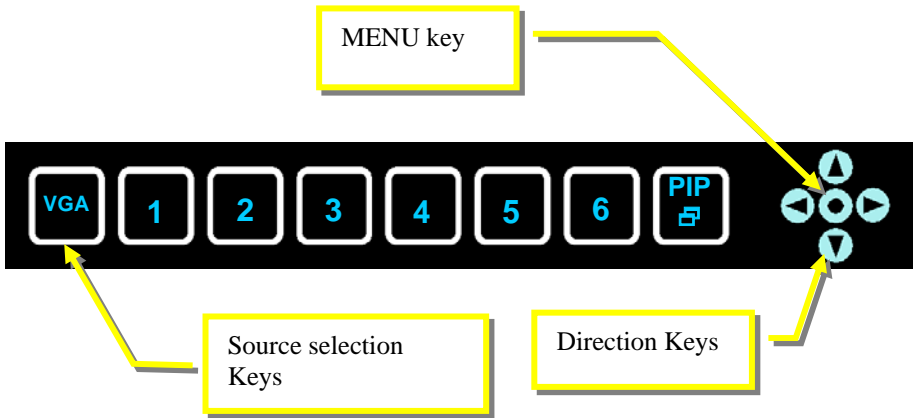 MENU key
VGA 1 2 3 4 5 6 PIP
Source selection
Keys
Direction Keys